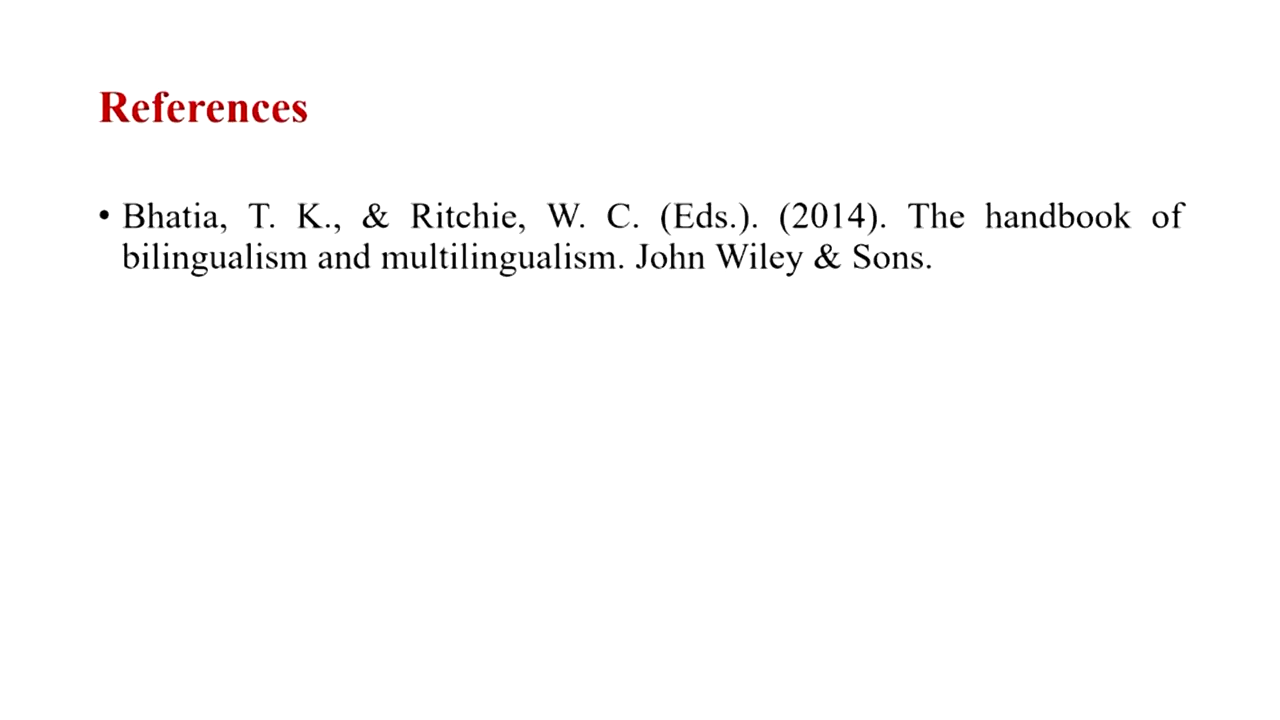 References
• Bhatia, T. K., & Ritchie, W. C. (Eds.). (2014). The handbook of
bilingualism and multilingualism. John Wiley & Sons.